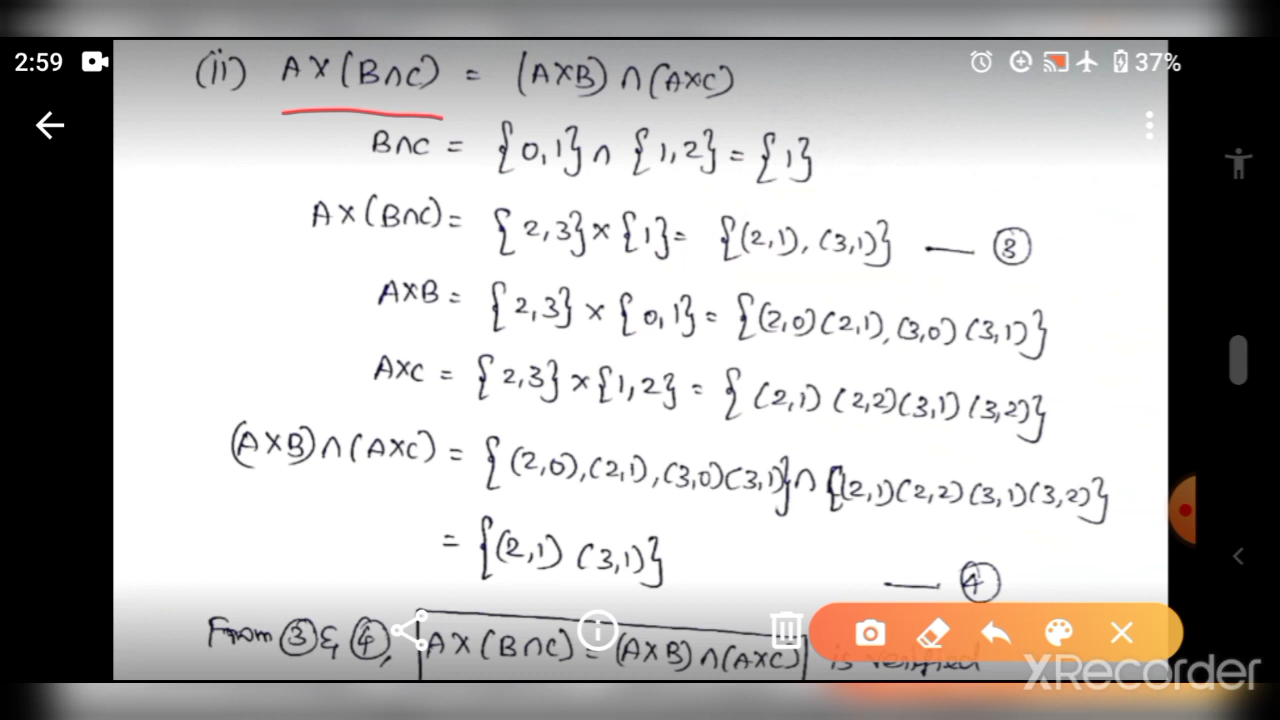 2:59
37%
(ii) A×(B∩C) = (A×B)∩(A×C)
B∩C = {0,1}∩{1,2} = {1}
A×(B∩C) = {2,3}×{1} = {(2,1),(3,1)} — ③
A×B = {2,3}×{0,1} = {(2,0)(2,1),(3,0)(3,1)}
A×C = {2,3}×{1,2} = {(2,1)(2,2)(3,1)(3,2)}
(A×B)∩(A×C) = {(2,0),(2,1),(3,0)(3,1)}∩{(2,1)(2,2)(3,1)(3,2)}
= {(2,1)(3,1)} — ④
From ③ & ④, A×(B∩C) = (A×B)∩(A×C) is verified
XRecorder